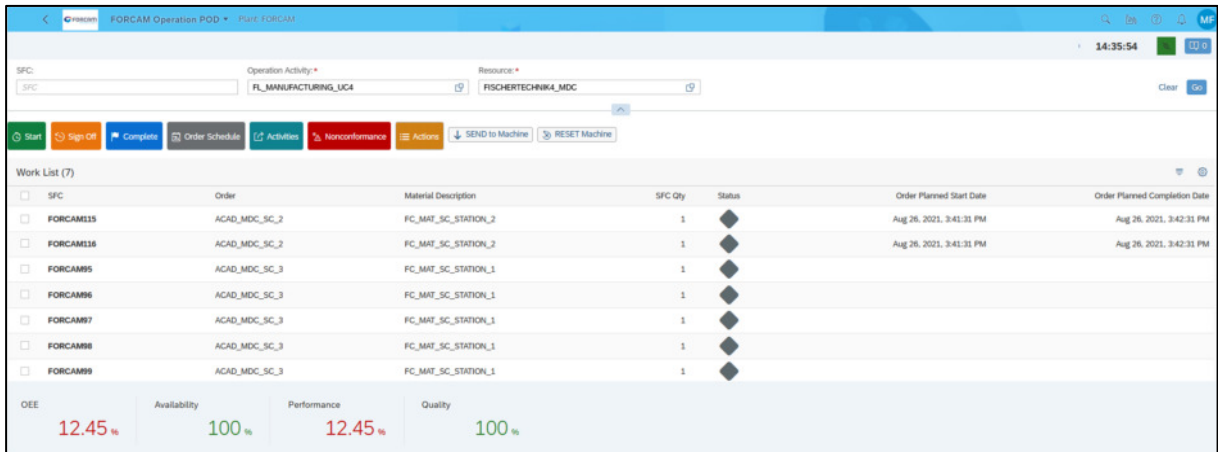 FORCAM FORCAM Operation POD Plant: FORCAM MF
14:35:54 0
SFC: Operation Activity:* Resource:*
SFC FL_MANUFACTURING_UC4 FISCHERTECHNIK4_MDC Clear Go
Start Sign Off Complete Order Schedule Activities Nonconformance Actions SEND to Machine RESET Machine
Work List (7)
SFC Order Material Description SFC Qty Status Order Planned Start Date Order Planned Completion Date
FORCAM115 ACAD_MDC_SC_2 FC_MAT_SC_STATION_2 1 Aug 26, 2021, 3:41:31 PM Aug 26, 2021, 3:42:31 PM
FORCAM116 ACAD_MDC_SC_2 FC_MAT_SC_STATION_2 1 Aug 26, 2021, 3:41:31 PM Aug 26, 2021, 3:42:31 PM
FORCAM95 ACAD_MDC_SC_3 FC_MAT_SC_STATION_1 1
FORCAM96 ACAD_MDC_SC_3 FC_MAT_SC_STATION_1 1
FORCAM97 ACAD_MDC_SC_3 FC_MAT_SC_STATION_1 1
FORCAM98 ACAD_MDC_SC_3 FC_MAT_SC_STATION_1 1
FORCAM99 ACAD_MDC_SC_3 FC_MAT_SC_STATION_1 1
OEE Availability Performance Quality
12.45 % 100 % 12.45 % 100 %